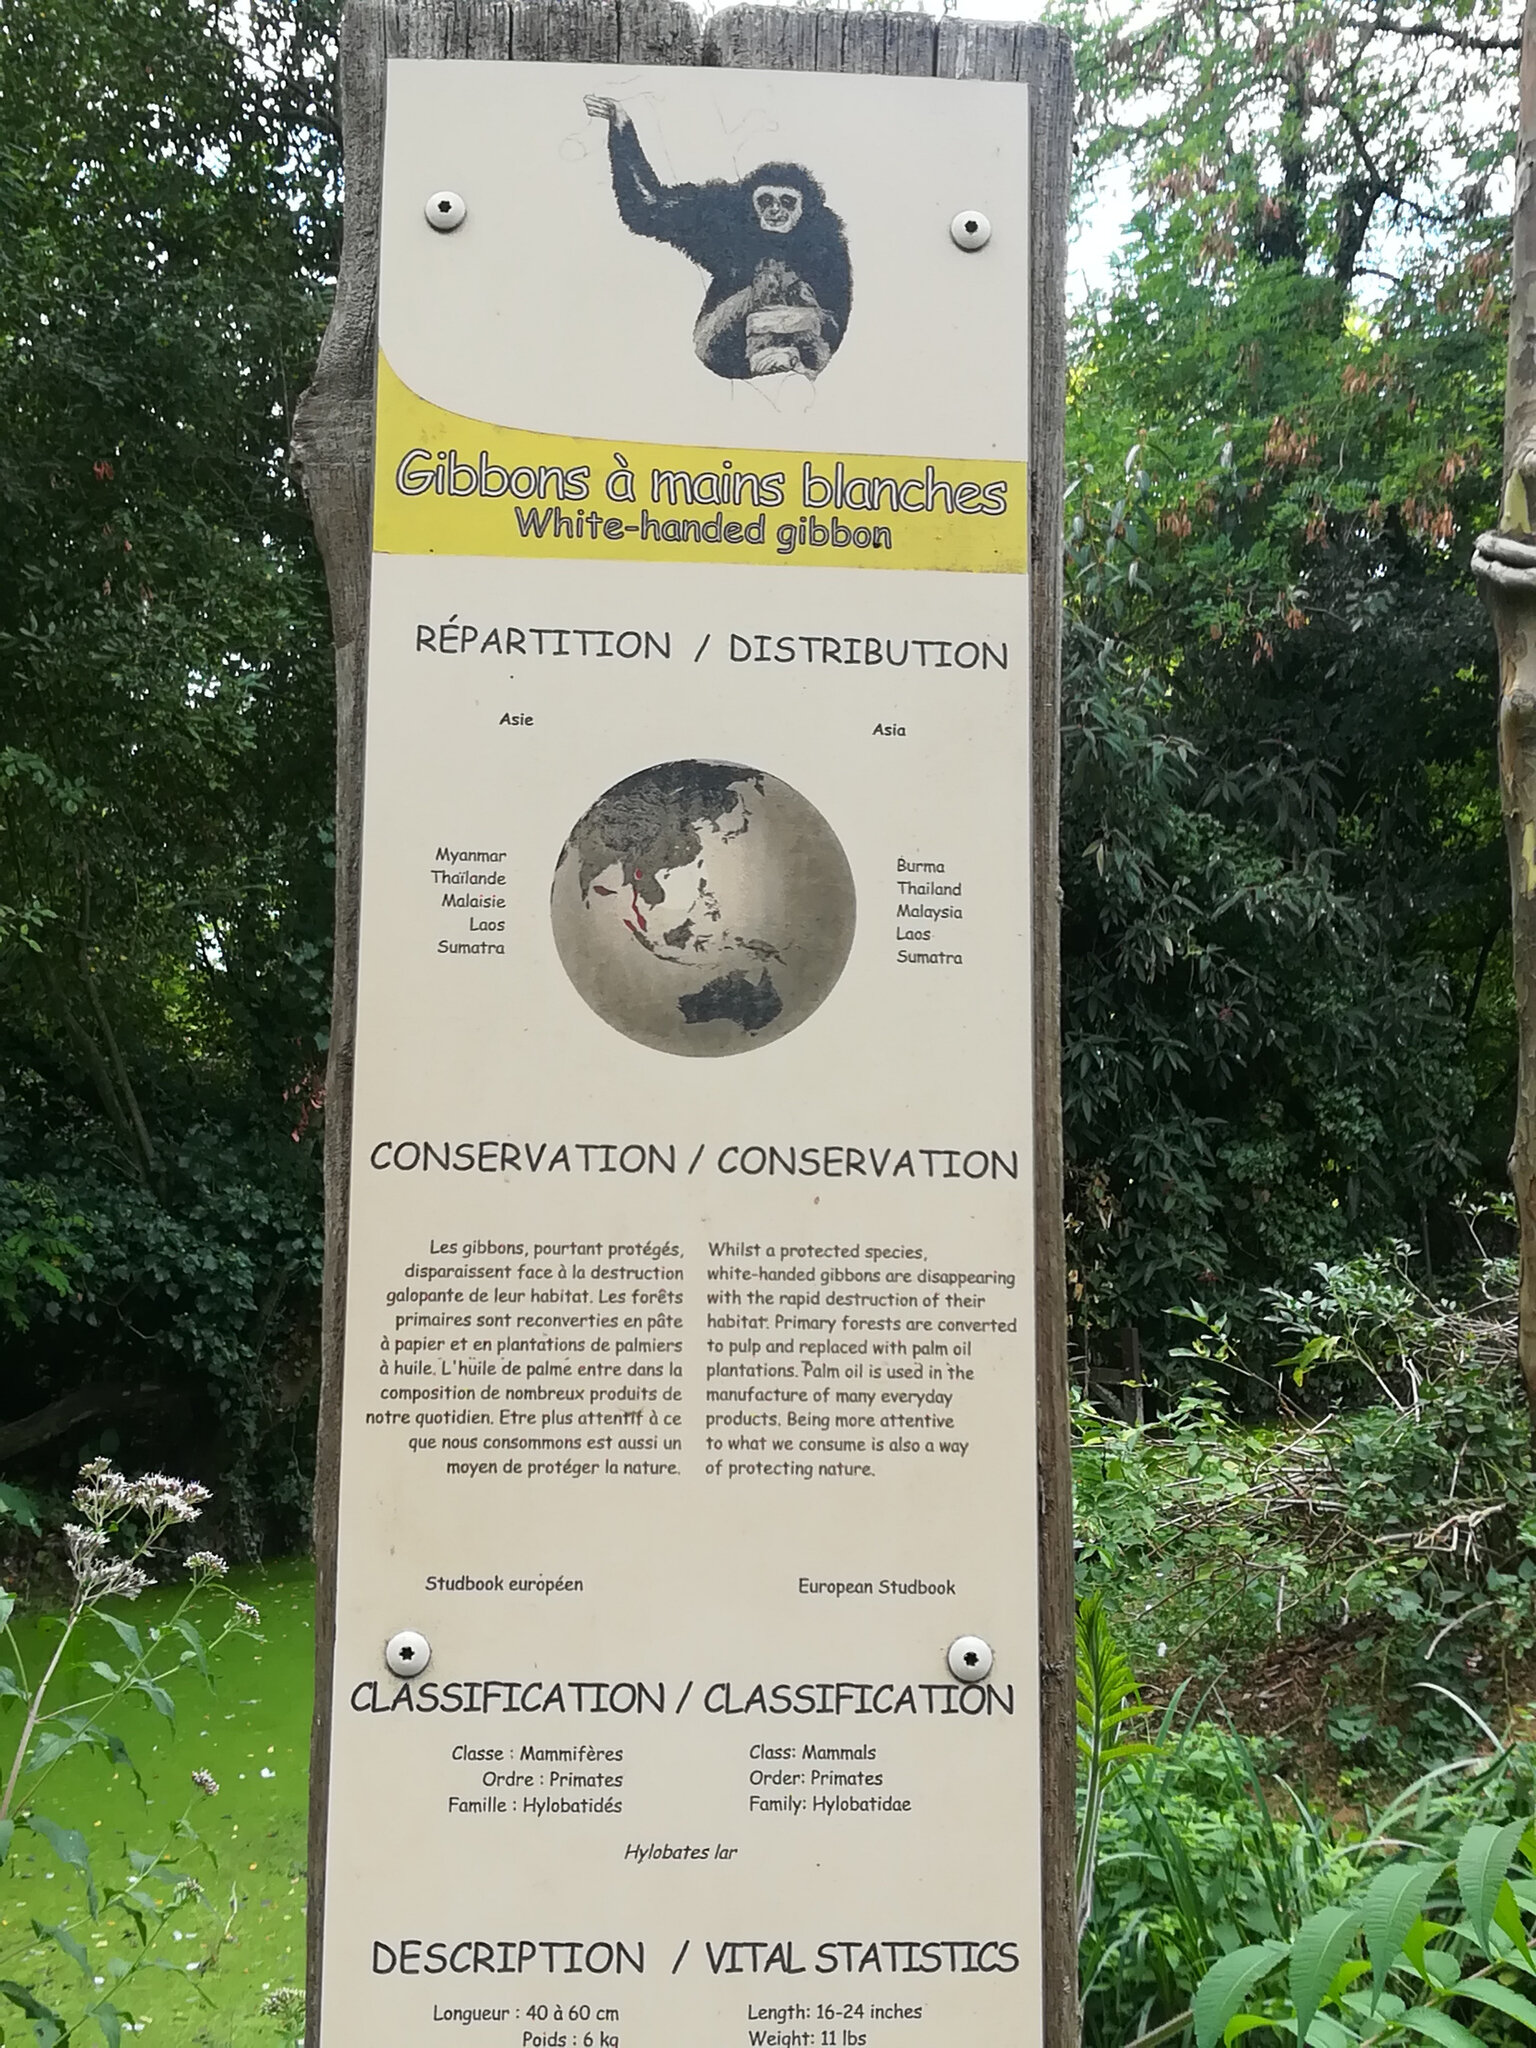 Gibbons à mains blanches
White-handed gibbon
RÉPARTITION / DISTRIBUTION
Asie
Asia
Myanmar
Thaïlande
Malaisie
Laos
Sumatra
Burma
Thailand
Malaysia
Laos
Sumatra
CONSERVATION / CONSERVATION
Les gibbons, pourtant protégés,
disparaissent face à la destruction
galopante de leur habitat. Les forêts
primaires sont reconverties en pâte
à papier et en plantations de palmiers
à huile. L'huile de palme entre dans la
composition de nombreux produits de
notre quotidien. Etre plus attentif à ce
que nous consommons est aussi un
moyen de protéger la nature.
Whilst a protected species,
white-handed gibbons are disappearing
with the rapid destruction of their
habitat. Primary forests are converted
to pulp and replaced with palm oil
plantations. Palm oil is used in the
manufacture of many everyday
products. Being more attentive
to what we consume is also a way
of protecting nature.
Studbook européen
European Studbook
CLASSIFICATION / CLASSIFICATION
Classe : Mammifères
Ordre : Primates
Famille : Hylobatidés
Class: Mammals
Order: Primates
Family: Hylobatidae
Hylobates lar
DESCRIPTION / VITAL STATISTICS
Longueur : 40 à 60 cm
Poids : 6 kg
Length: 16-24 inches
Weight: 11 lbs